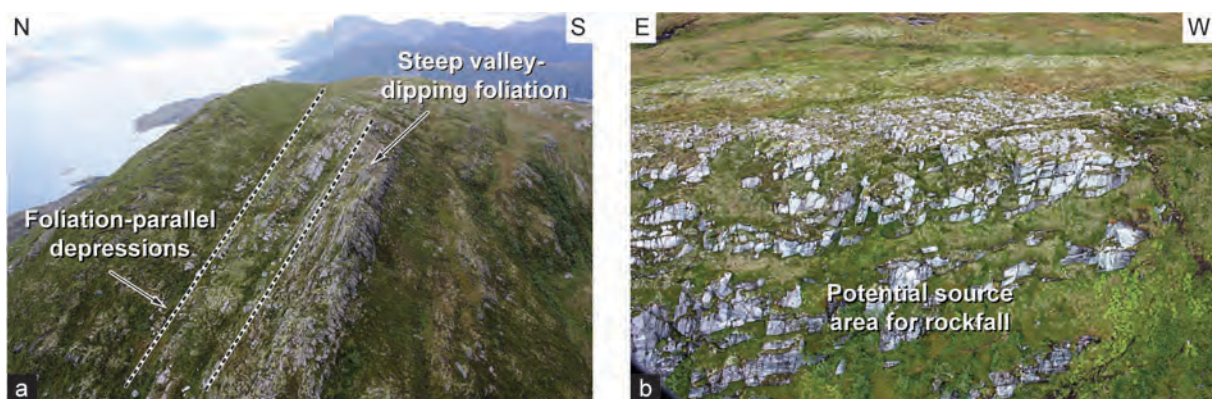 N
S
Steep valley-
dipping foliation
Foliation-parallel
depressions
a
E
W
Potential source
area for rockfall
b